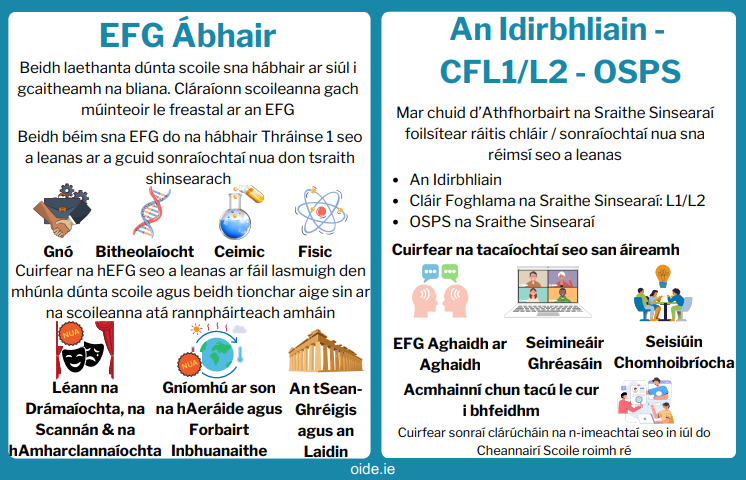 EFG Ábhair
Beidh laethanta dúnta scoile sna hábhair ar siúl i
gcaitheamh na bliana. Cláraíonn scoileanna gach
múinteoir le freastal ar an EFG
Beidh béim sna EFG do na hábhair Thráinse 1 seo
a leanas ar a gcuid sonraíochtaí nua don tsraith
shinsearach
Gnó
Bitheolaíocht
Ceimic
Fisic
Cuirfear na hEFG seo a leanas ar fáil lasmuigh den
mhúnla dúnta scoile agus beidh tionchar aige sin ar
na scoileanna atá rannpháirteach amháin
NUA
NUA
Léann na
Drámaíochta, na
Scannán & na
hAmharclannaíochta
Gníomhú ar son
na hAeráide agus
Forbairt
Inbhuanaithe
An tSean-
Ghréigis
agus an
Laidin
An Idirbhliain -
CFL1/L2 - OSPS
Mar chuid d'Athfhorbairt na Sraithe Sinsearaí
foilsítear ráitis chláir / sonraíochtaí nua sna
réimsí seo a leanas
• An Idirbhliain
• Cláir Foghlama na Sraithe Sinsearaí: L1/L2
• OSPS na Sraithe Sinsearaí
Cuirfear na tacaíochtaí seo san áireamh
EFG Aghaidh ar
Aghaidh
Seimineáir
Ghréasáin
Seisiúin
Chomhoibríocha
Acmhainní chun tacú le cur
i bhfeidhm
Cuirfear sonraí clárúcháin na n-imeachtaí seo in iúl do
Cheannairí Scoile roimh ré
oide.ie